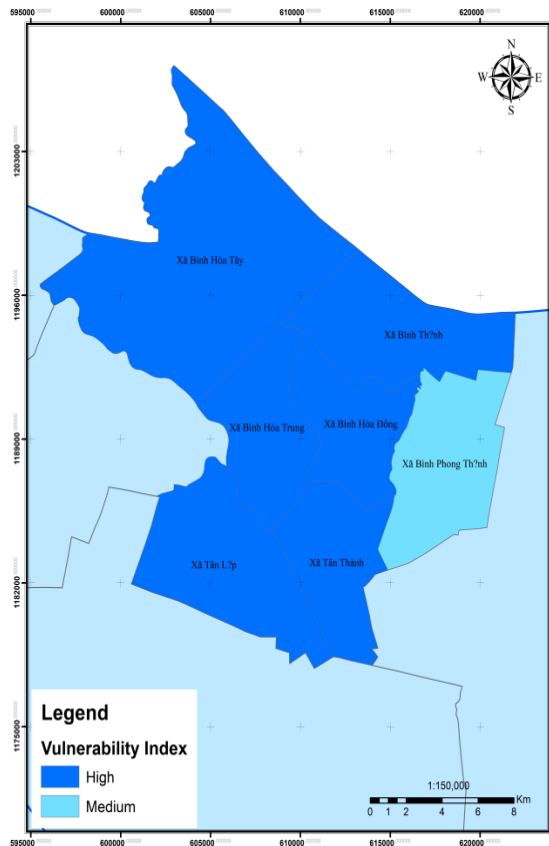 595000 600000 605000 610000 615000 620000
N
W E
S
1203000
Xã Bình Hòa Tây
1196000
Xã Bình Th?nh
Xã Bình Hòa Trung
Xã Bình Hòa Đông
1189000
Xã Bình Phong Th?nh
Xã Tân L?p
Xã Tân Thành
1182000
1175000
Legend
Vulnerability Index
High
Medium
1:150,000
Km
0 1 2 4 6 8
595000 600000 605000 610000 615000 620000